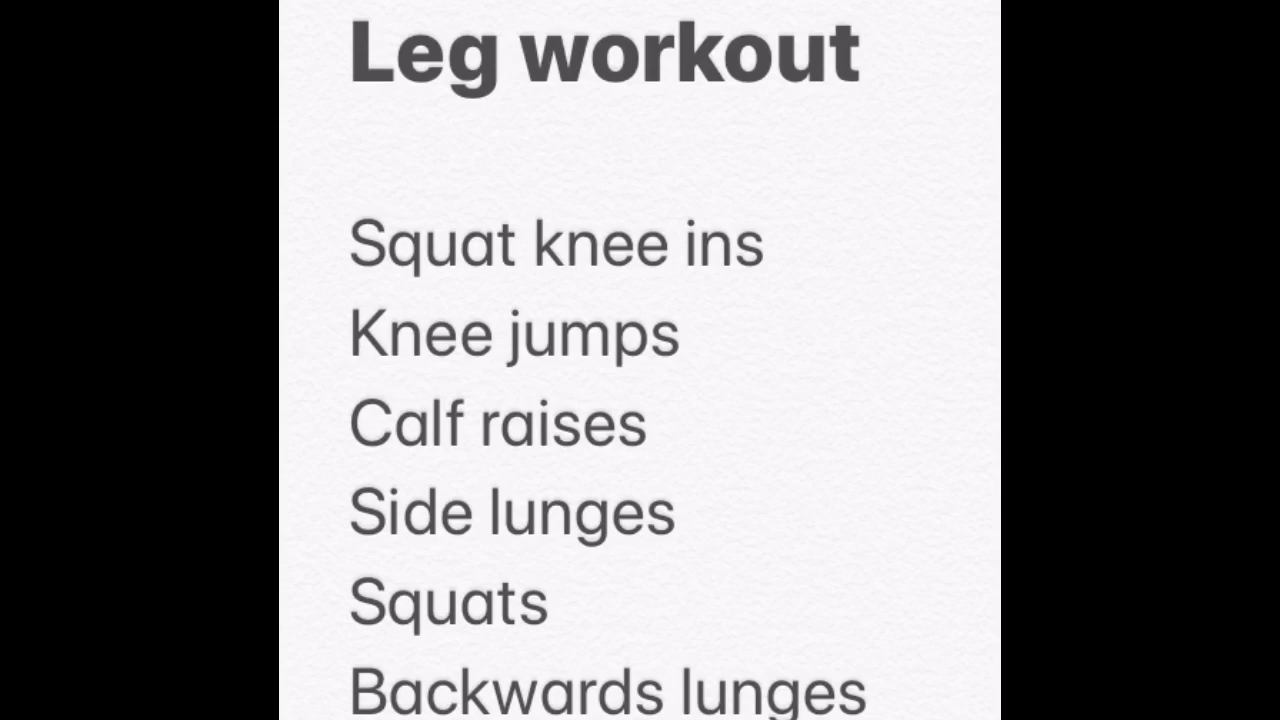 Leg workout
Squat knee ins
Knee jumps
Calf raises
Side lunges
Squats
Backwards lunges